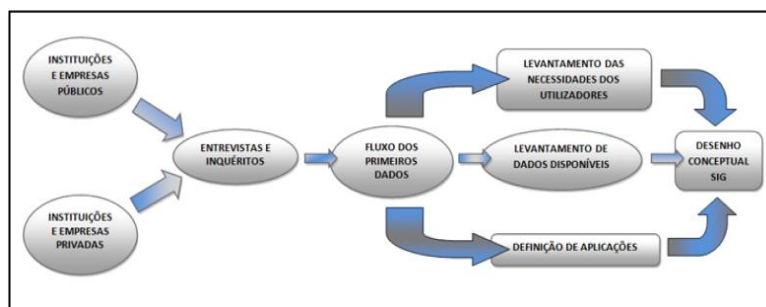 INSTITUIÇÕES
E EMPRESAS
PÚBLICOS
INSTITUIÇÕES
E EMPRESAS
PRIVADAS
ENTREVISTAS E
INQUÉRITOS
FLUXO DOS
PRIMEIROS
DADOS
LEVANTAMENTO DAS
NECESSIDADES DOS
UTILIZADORES
LEVANTAMENTO DE
DADOS DISPONÍVEIS
DEFINIÇÃO DE APLICAÇÕES
DESENHO
CONCEPTUAL
SIG